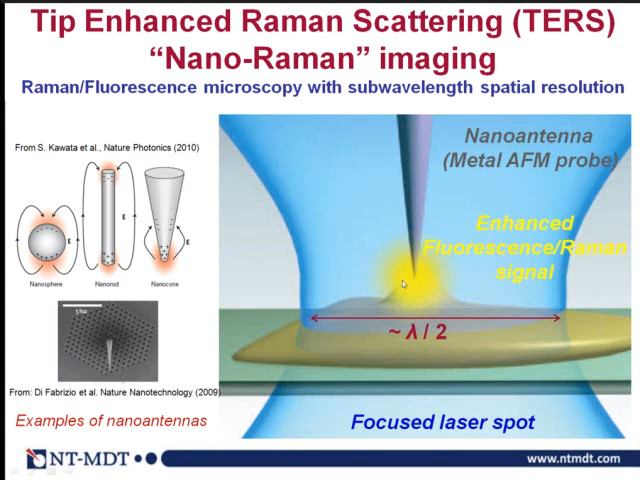 Tip Enhanced Raman Scattering (TERS)
“Nano-Raman” imaging
Raman/Fluorescence microscopy with subwavelength spatial resolution
From S. Kawata et al., Nature Photonics (2010)
E
E
E
Nanosphere
Nanorod
Nanocone
From: Di Fabrizio et al. Nature Nanotechnology (2009)
Examples of nanoantennas
Nanoantenna
(Metal AFM probe)
Enhanced
Fluorescence/Raman
signal
~ λ / 2
Focused laser spot
NT-MDT
www.ntmdt.com